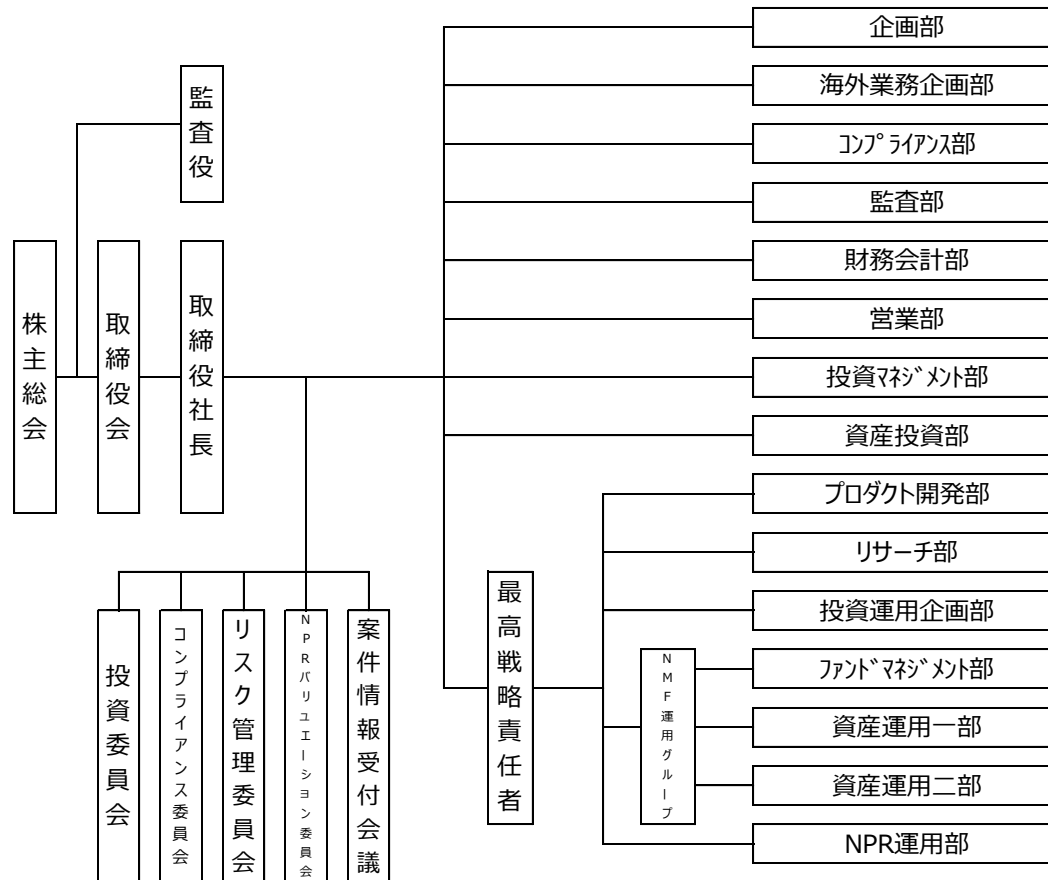 監査役
株主総会
取締役会
取締役社長
投資委員会
コンプライアンス委員会
リスク管理委員会
NPRバリュエーション委員会
案件情報受付会議
最高戦略責任者
NMF運用グループ
企画部
海外業務企画部
ｺﾝﾌﾟﾗｲｱﾝｽ部
監査部
財務会計部
営業部
投資ﾏﾈｼﾞﾒﾝﾄ部
資産投資部
プロダクト開発部
リサーチ部
投資運用企画部
ﾌｧﾝﾄﾞﾏﾈｼﾞﾒﾝﾄ部
資産運用一部
資産運用二部
NPR運用部